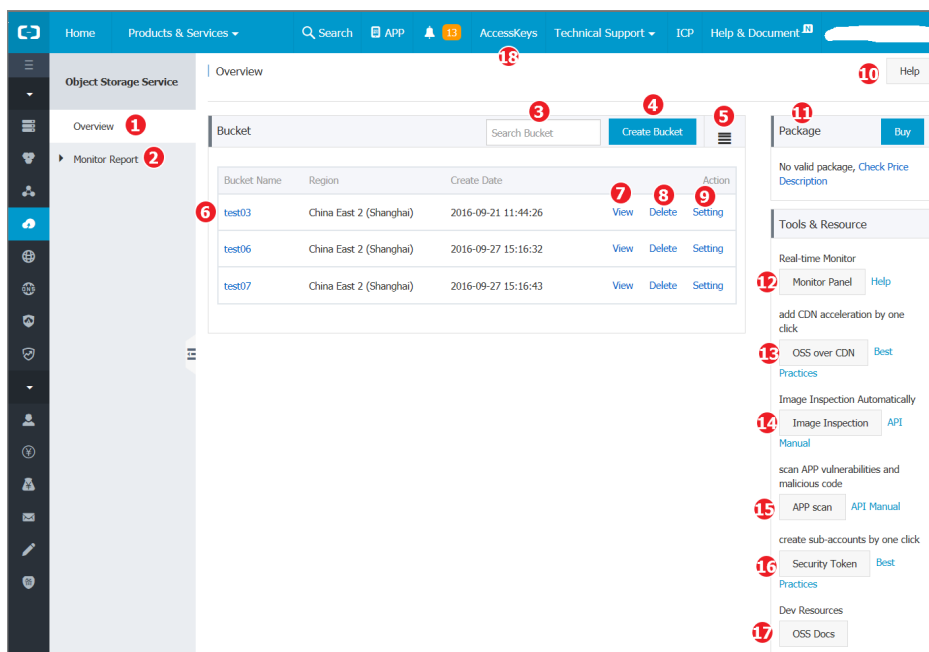 Home Products & Services Search APP 13 AccessKeys Technical Support ICP Help & Document N
18
Object Storage Service
Overview
10 Help
Overview 1
Monitor Report 2
Bucket
3
Search Bucket
4
Create Bucket
5
Bucket Name Region Create Date Action
7 8 9
6 test03 China East 2 (Shanghai) 2016-09-21 11:44:26 View Delete Setting
test06 China East 2 (Shanghai) 2016-09-27 15:16:32 View Delete Setting
test07 China East 2 (Shanghai) 2016-09-27 15:16:43 View Delete Setting
11
Package Buy
No valid package, Check Price
Description
Tools & Resource
Real-time Monitor
12 Monitor Panel Help
add CDN acceleration by one
click
13 OSS over CDN Best
Practices
Image Inspection Automatically
14 Image Inspection API
Manual
scan APP vulnerabilities and
malicious code
15 APP scan API Manual
create sub-accounts by one click
16 Security Token Best
Practices
Dev Resources
17 OSS Docs
DNS